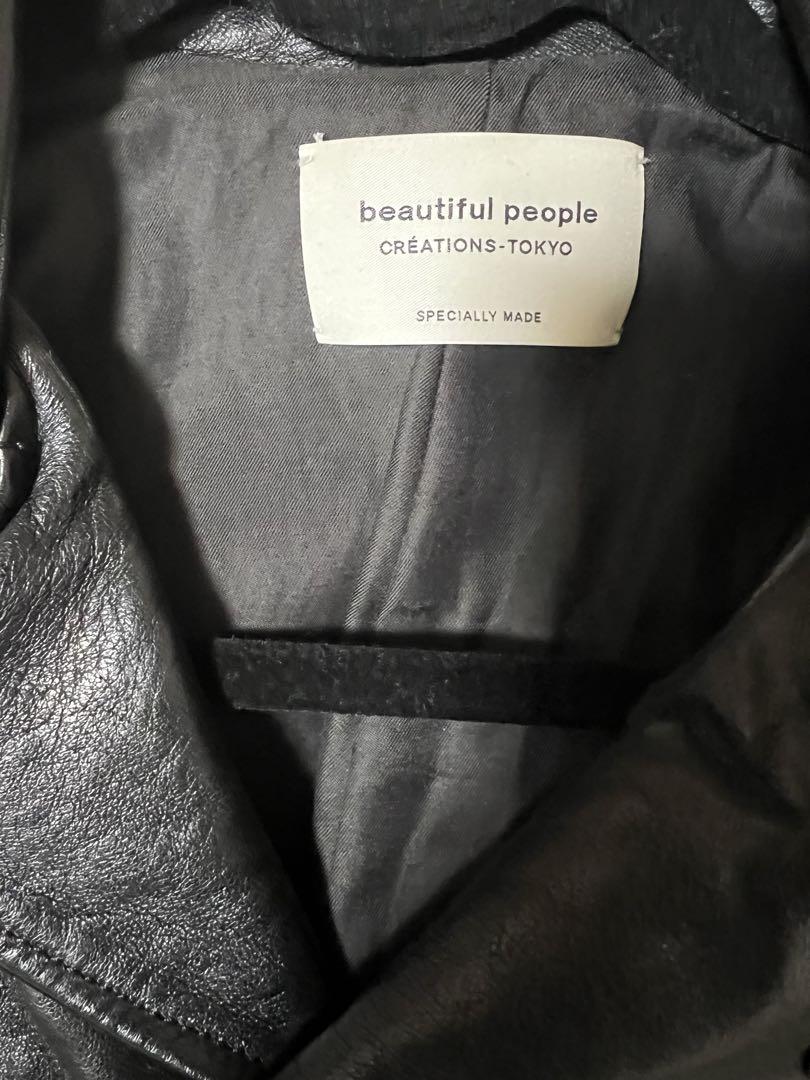 beautiful people
CRÉATIONS-TOKYO
SPECIALLY MADE